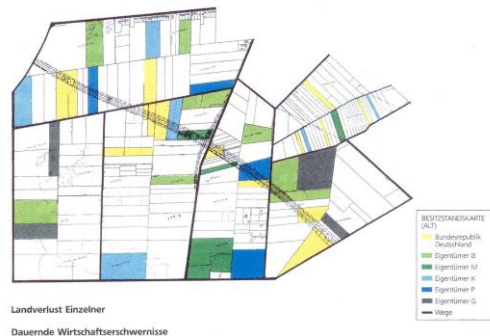 BESITZSTANDSKARTE
(ALT)
Bundesrepublik
Deutschland
Eigentümer B
Eigentümer M
Eigentümer K
Eigentümer P
Eigentümer G
Wege
Landverlust Einzelner
Dauernde Wirtschaftserschwernisse